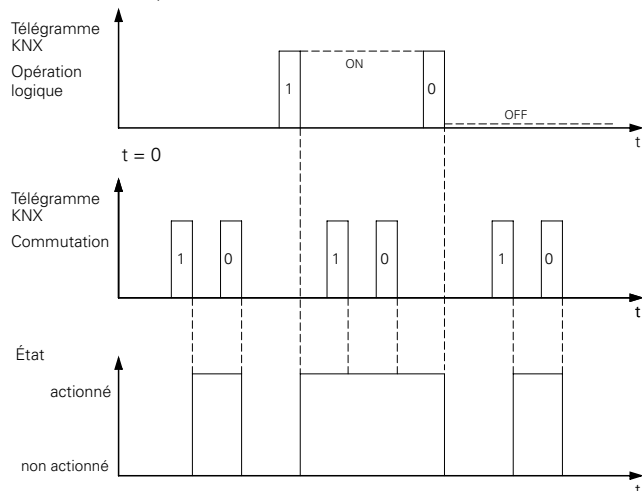 Télégramme
KNX
Opération
logique
1
ON
0
OFF
t
t = 0
Télégramme
KNX
Commutation
1
0
1
0
1
0
t
État
actionné
non actionné
t